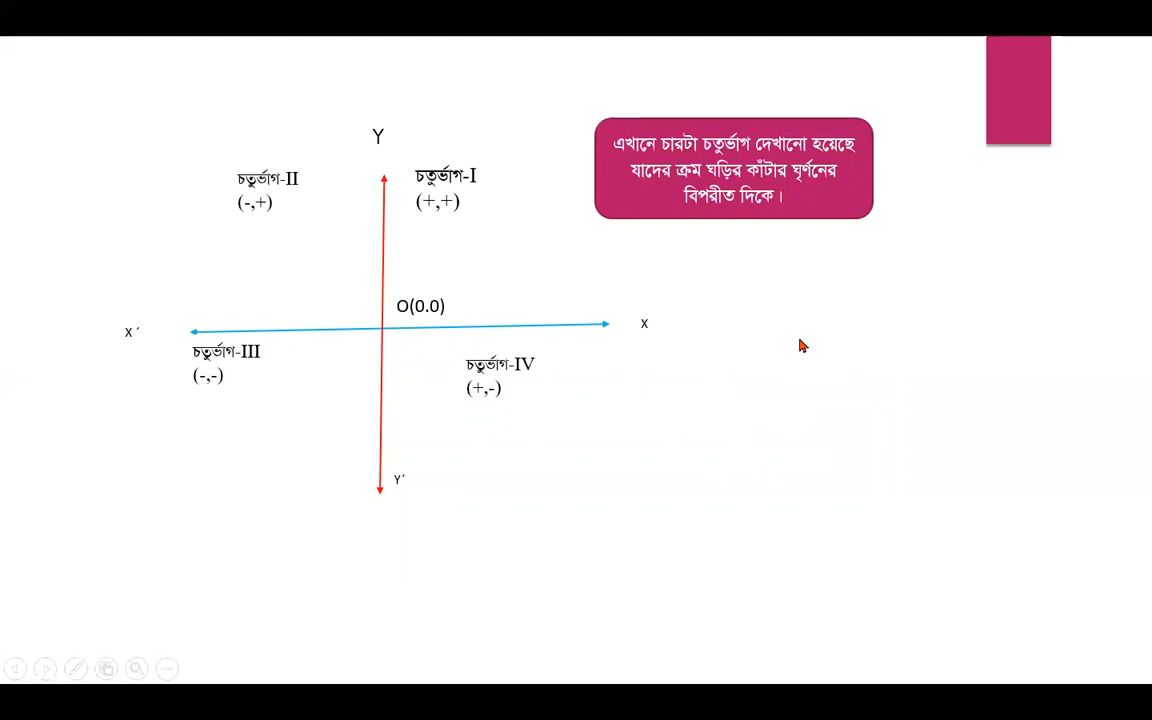 Y
চতুর্ভাগ-II
(-,+)
চতুর্ভাগ-I
(+,+)
এখানে চারটা চতুর্ভাগ দেখানো হয়েছে
যাদের ক্রম ঘড়ির কাঁটার ঘূর্ণনের
বিপরীত দিকে।
O(0.0)
X ′
X
চতুর্ভাগ-III
(-,-)
চতুর্ভাগ-IV
(+,-)
Y′